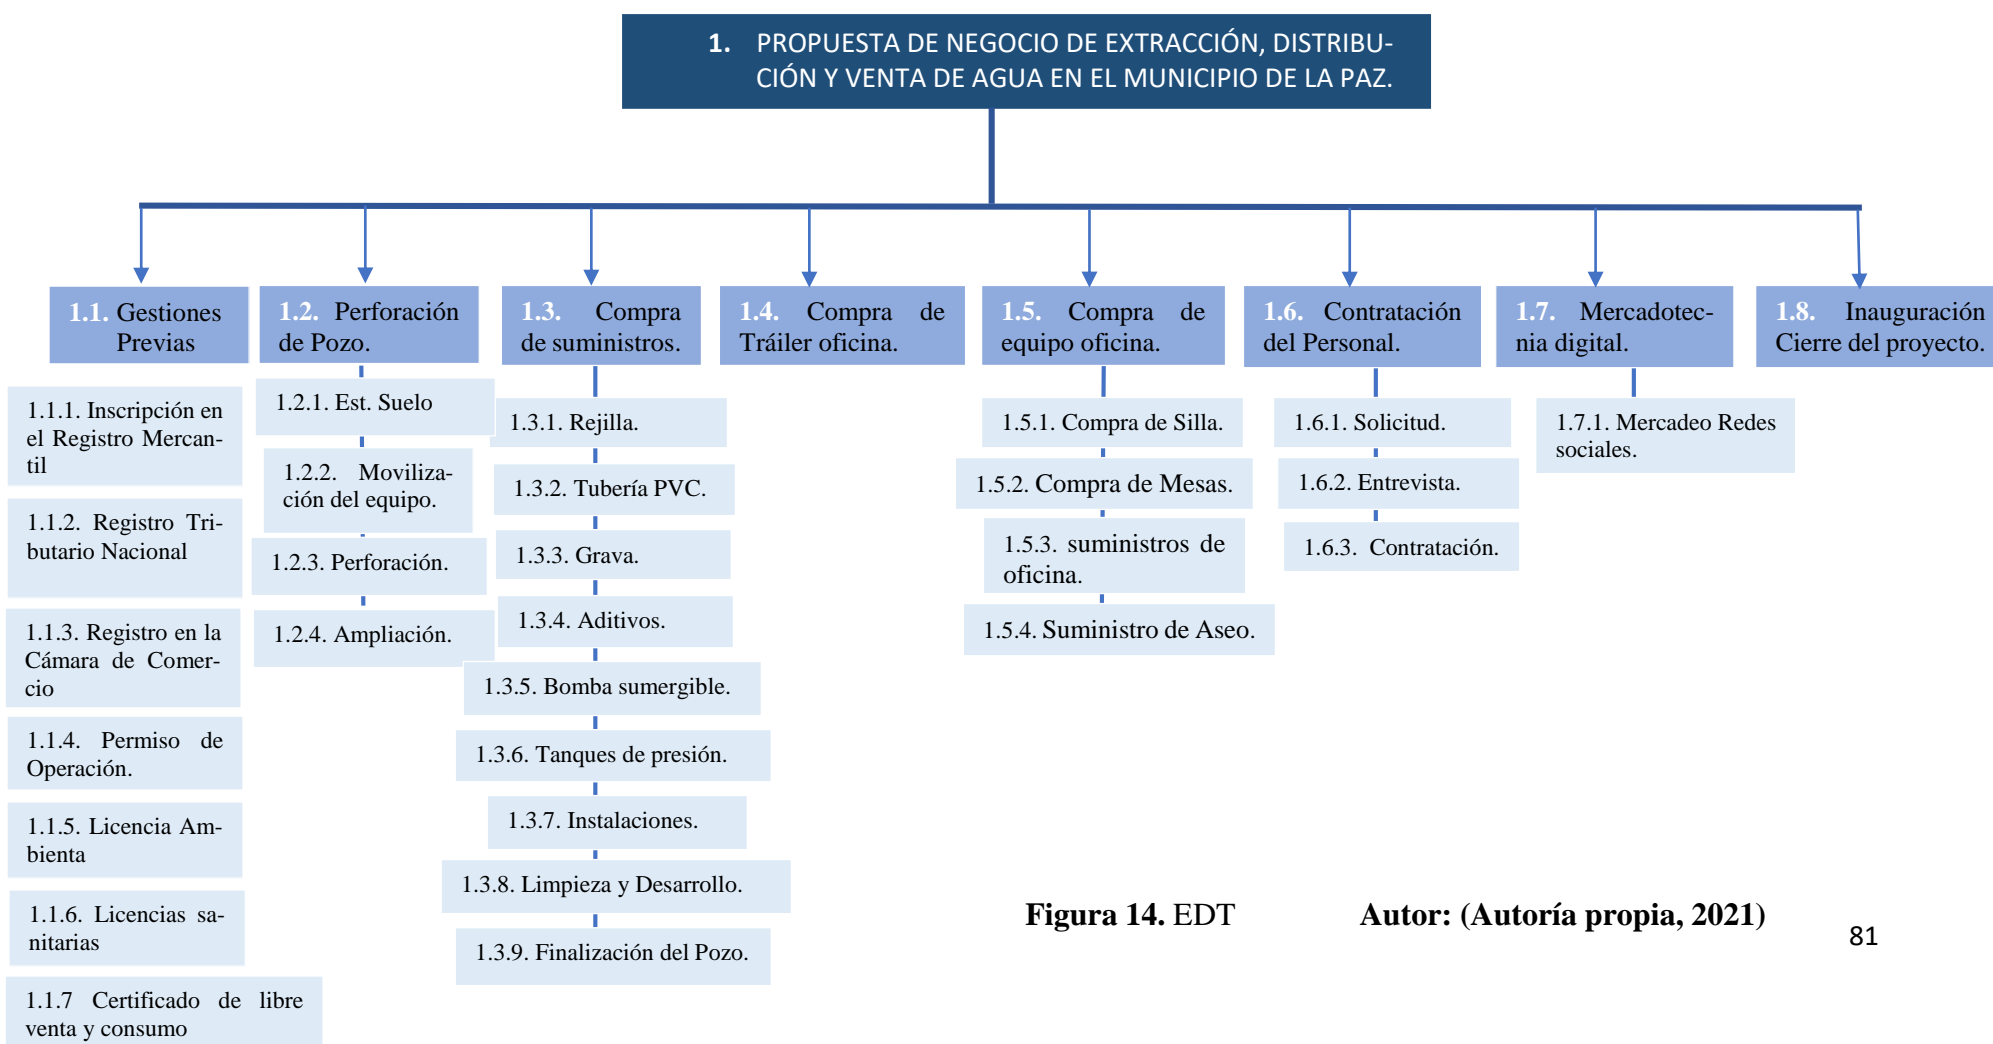 1. PROPUESTA DE NEGOCIO DE EXTRACCIÓN, DISTRIBU-
CIÓN Y VENTA DE AGUA EN EL MUNICIPIO DE LA PAZ.
1.1. Gestiones
Previas
1.1.1. Inscripción en
el Registro Mercan-
til
1.1.2. Registro Tri-
butario Nacional
1.1.3. Registro en la
Cámara de Comer-
cio
1.1.4. Permiso de
Operación.
1.1.5. Licencia Am-
bienta
1.1.6. Licencias sa-
nitarias
1.1.7 Certificado de libre
venta y consumo
1.2. Perforación
de Pozo.
1.2.1. Est. Suelo
1.2.2. Moviliza-
ción del equipo.
1.2.3. Perforación.
1.2.4. Ampliación.
1.3. Compra
de suministros.
1.3.1. Rejilla.
1.3.2. Tubería PVC.
1.3.3. Grava.
1.3.4. Aditivos.
1.3.5. Bomba sumergible.
1.3.6. Tanques de presión.
1.3.7. Instalaciones.
1.3.8. Limpieza y Desarrollo.
1.3.9. Finalización del Pozo.
1.4. Compra de
Tráiler oficina.
1.5. Compra de
equipo oficina.
1.5.1. Compra de Silla.
1.5.2. Compra de Mesas.
1.5.3. suministros de
oficina.
1.5.4. Suministro de Aseo.
1.6. Contratación
del Personal.
1.6.1. Solicitud.
1.6.2. Entrevista.
1.6.3. Contratación.
1.7. Mercadotec-
nia digital.
1.7.1. Mercadeo Redes
sociales.
1.8. Inauguración
Cierre del proyecto.
Figura 14. EDT Autor: (Autoría propia, 2021)
81